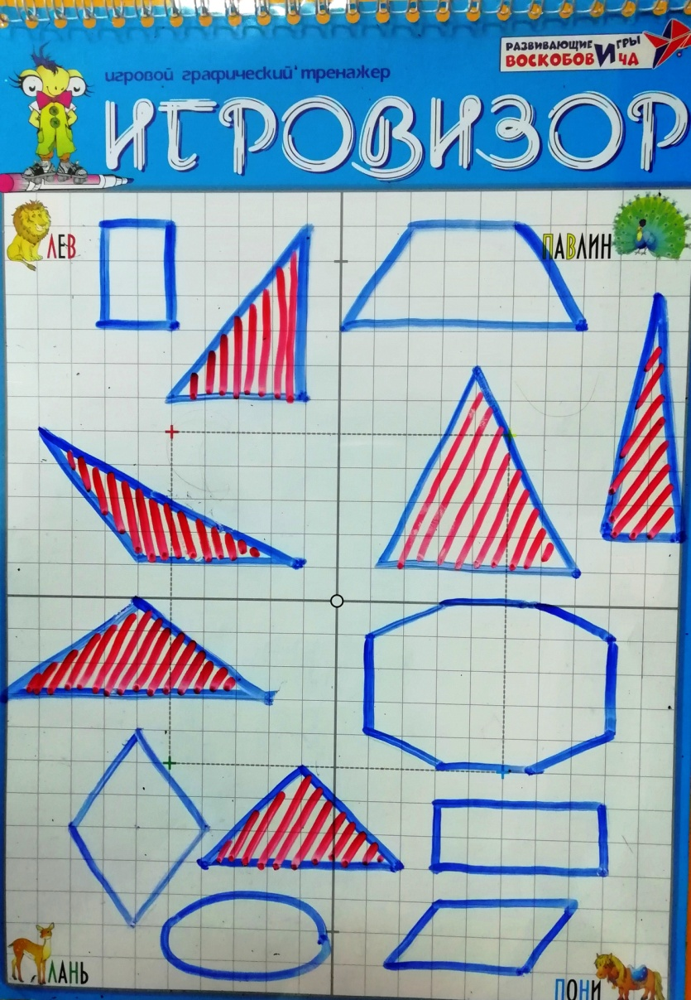 РАЗВИВАЮЩИЕ ИГРЫ
ВОСКОБОВИЧА
игровой графический тренажер
ИГРОВИЗОР
ЛЕВ
ПАВЛИН
ЛАНЬ
ПОНИ